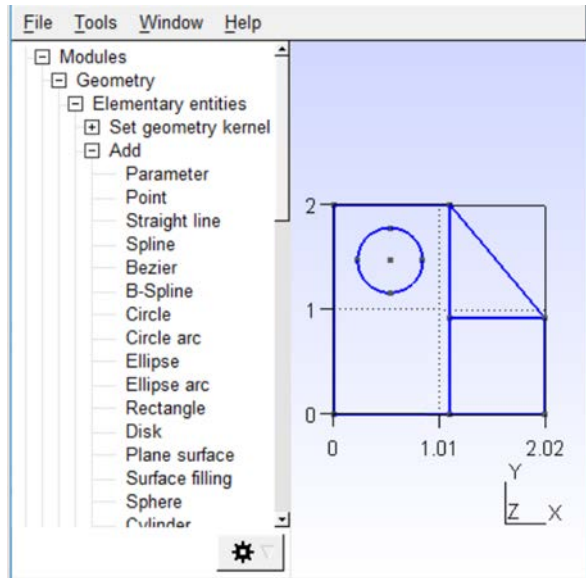 File Tools Window Help
Modules
Geometry
Elementary entities
Set geometry kernel
Add
Parameter
Point
Straight line
Spline
Bezier
B-Spline
Circle
Circle arc
Ellipse
Ellipse arc
Rectangle
Disk
Plane surface
Surface filling
Sphere
Cylinder
2
1
0
0 1.01 2.02
Y
Z X